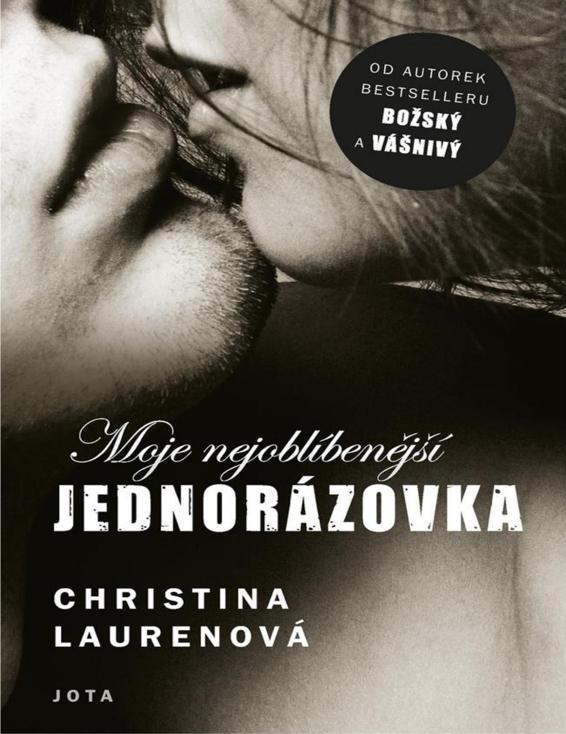 OD AUTOREK
BESTSELLERU
BOŽSKÝ
A VÁŠNIVÝ
Moje nejoblíbenější
JEDNORÁZOVKA
CHRISTINA
LAURENOVÁ
JOTA